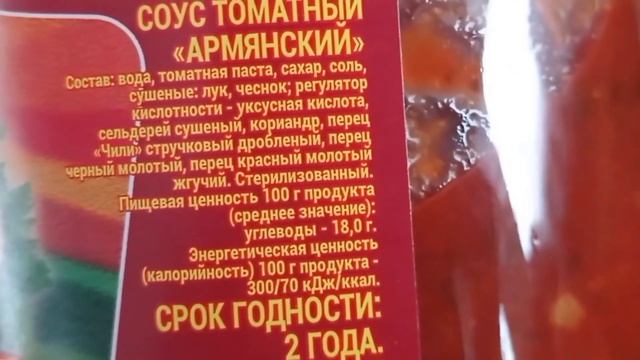 СОУС ТОМАТНЫЙ
«АРМЯНСКИЙ»
Состав: вода, томатная паста, сахар, соль,
сушеные: лук, чеснок; регулятор
кислотности - уксусная кислота,
сельдерей сушеный, кориандр, перец
«Чили» стручковый дробленый, перец
черный молотый, перец красный молотый
жгучий. Стерилизованный.
Пищевая ценность 100 г продукта
(среднее значение):
углеводы - 18,0 г.
Энергетическая ценность
(калорийность) 100 г продукта -
300/70 кДж/ккал.
СРОК ГОДНОСТИ:
2 ГОДА.